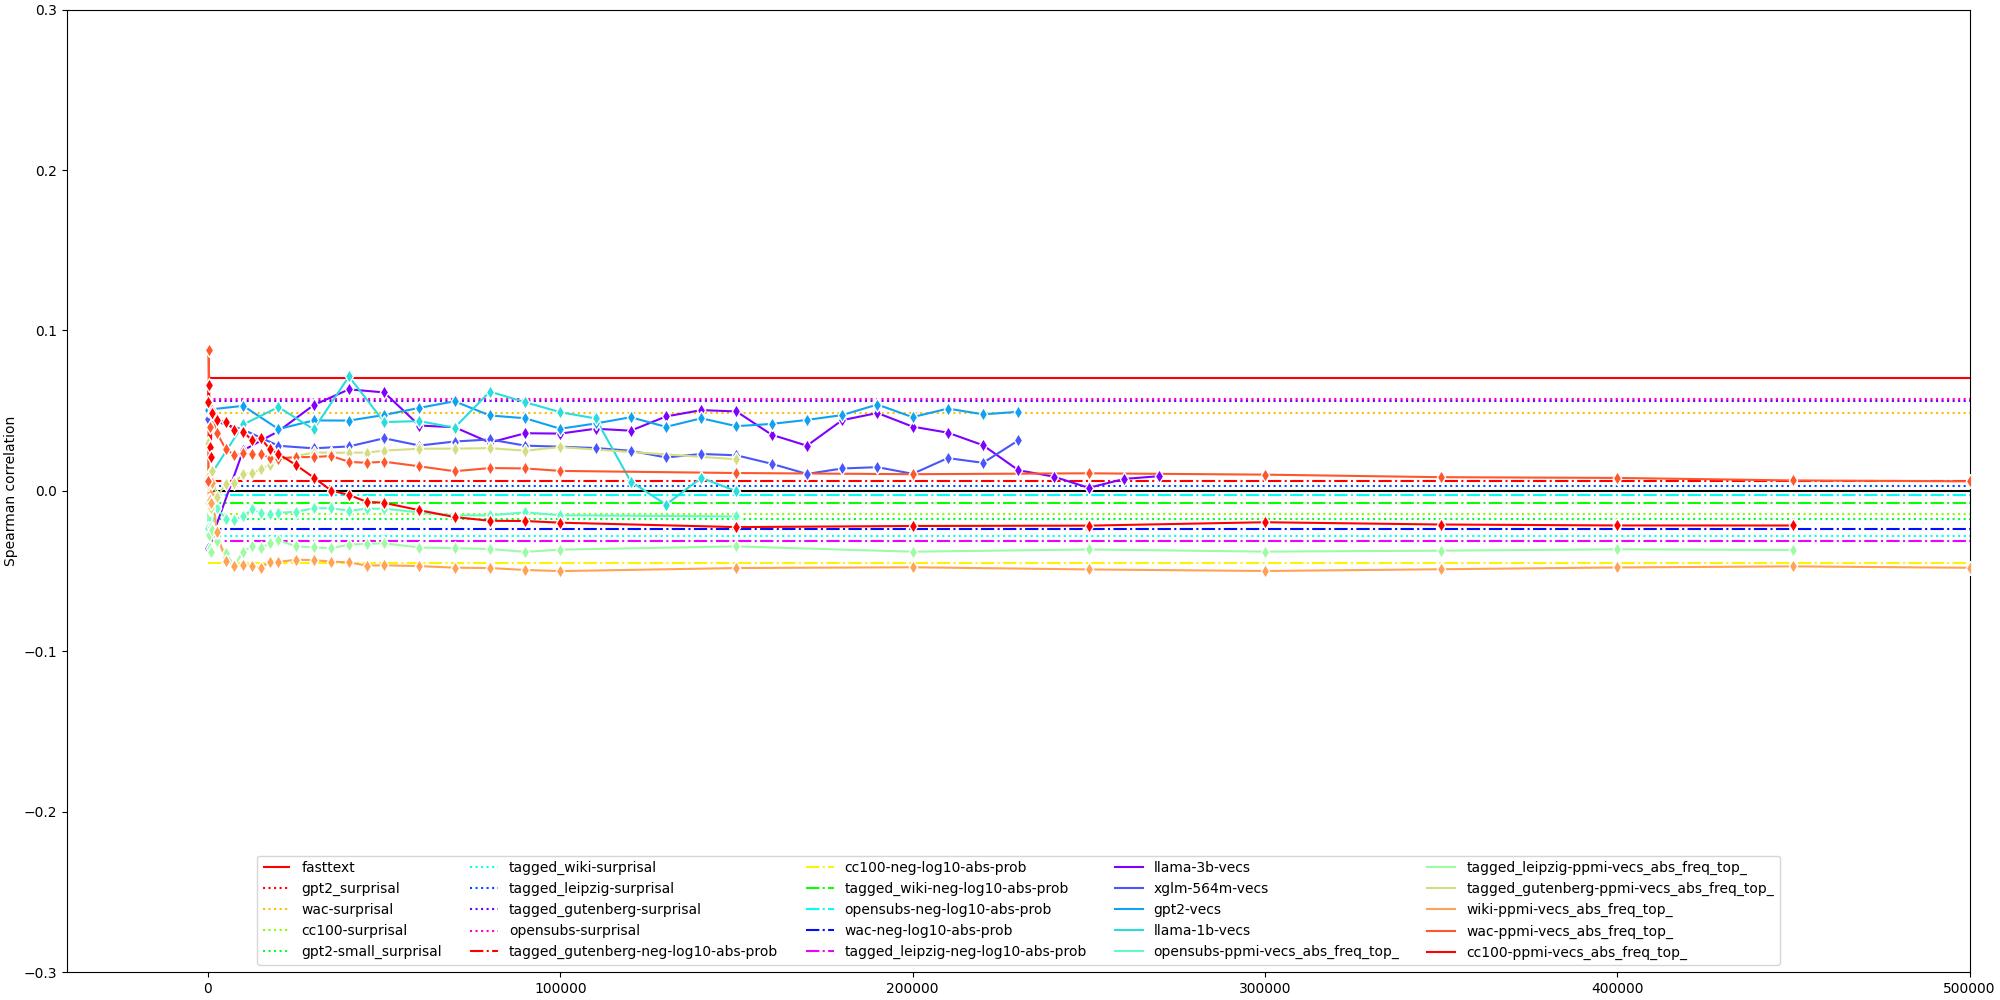 0.3
0.2
0.1
0.0
−0.1
−0.2
−0.3
Spearman correlation
0
100000
200000
300000
400000
500000
fasttext
gpt2_surprisal
wac-surprisal
cc100-surprisal
gpt2-small_surprisal
tagged_wiki-surprisal
tagged_leipzig-surprisal
tagged_gutenberg-surprisal
opensubs-surprisal
tagged_gutenberg-neg-log10-abs-prob
cc100-neg-log10-abs-prob
tagged_wiki-neg-log10-abs-prob
opensubs-neg-log10-abs-prob
wac-neg-log10-abs-prob
tagged_leipzig-neg-log10-abs-prob
llama-3b-vecs
xglm-564m-vecs
gpt2-vecs
llama-1b-vecs
opensubs-ppmi-vecs_abs_freq_top_
tagged_leipzig-ppmi-vecs_abs_freq_top_
tagged_gutenberg-ppmi-vecs_abs_freq_top_
wiki-ppmi-vecs_abs_freq_top_
wac-ppmi-vecs_abs_freq_top_
cc100-ppmi-vecs_abs_freq_top_